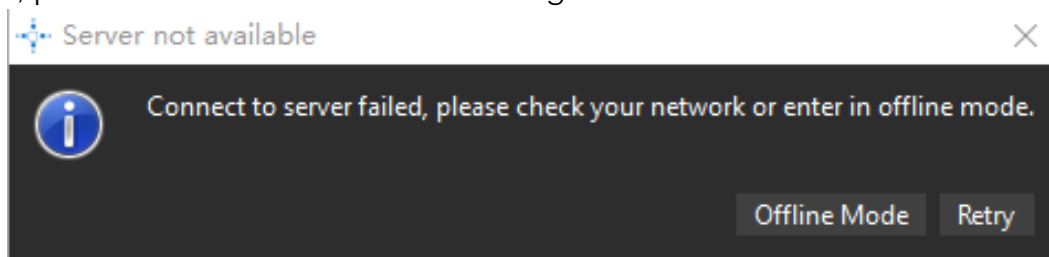 Server not available
Connect to server failed, please check your network or enter in offline mode.
Offline Mode Retry